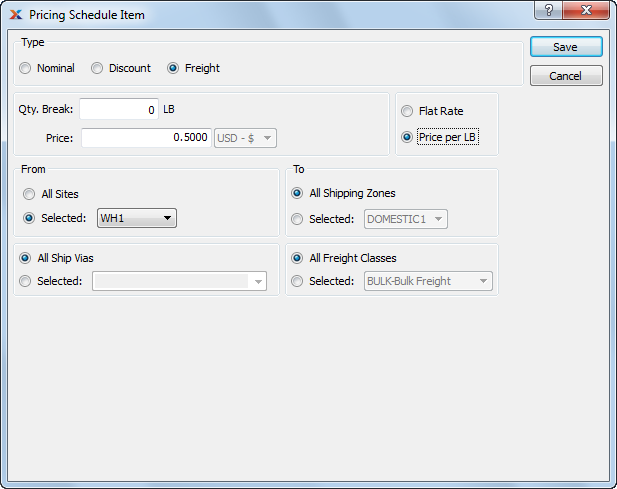 Pricing Schedule Item
Type
Nominal Discount Freight
Save
Cancel
Qty. Break: 0 LB
Price: 0.5000 USD - $
Flat Rate
Price per LB
From
All Sites
Selected: WH1
To
All Shipping Zones
Selected: DOMESTIC1
All Ship Vias
Selected:
All Freight Classes
Selected: BULK-Bulk Freight